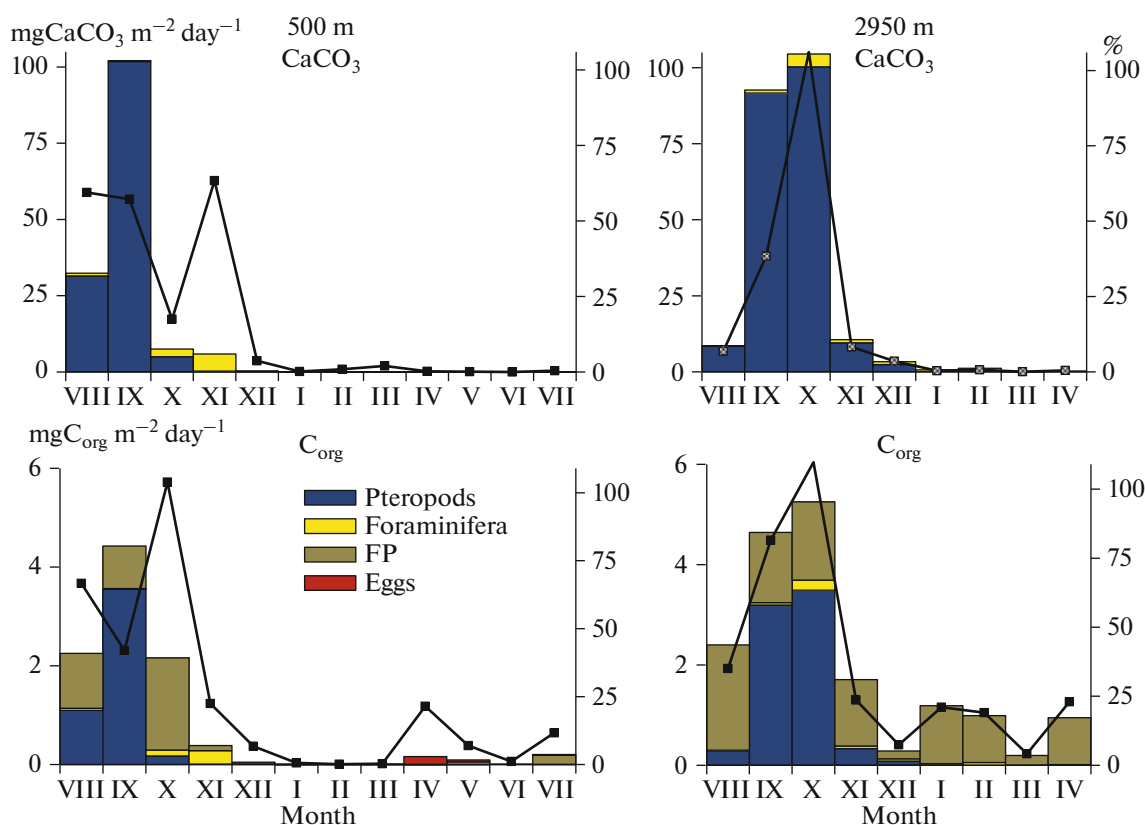 mgCaCO₃ m⁻² day⁻¹
500 m
CaCO₃
100
75
50
25
0
100
75
50
25
0
VIII IX X XI XII I II III IV V VI VII
2950 m
CaCO₃
%
100
75
50
25
0
100
75
50
25
0
VIII IX X XI XII I II III IV
mgC_org m⁻² day⁻¹
C_org
6
4
2
0
100
75
50
25
0
Pteropods
Foraminifera
FP
Eggs
VIII IX X XI XII I II III IV V VI VII
Month
C_org
6
4
2
0
100
75
50
25
0
VIII IX X XI XII I II III IV
Month